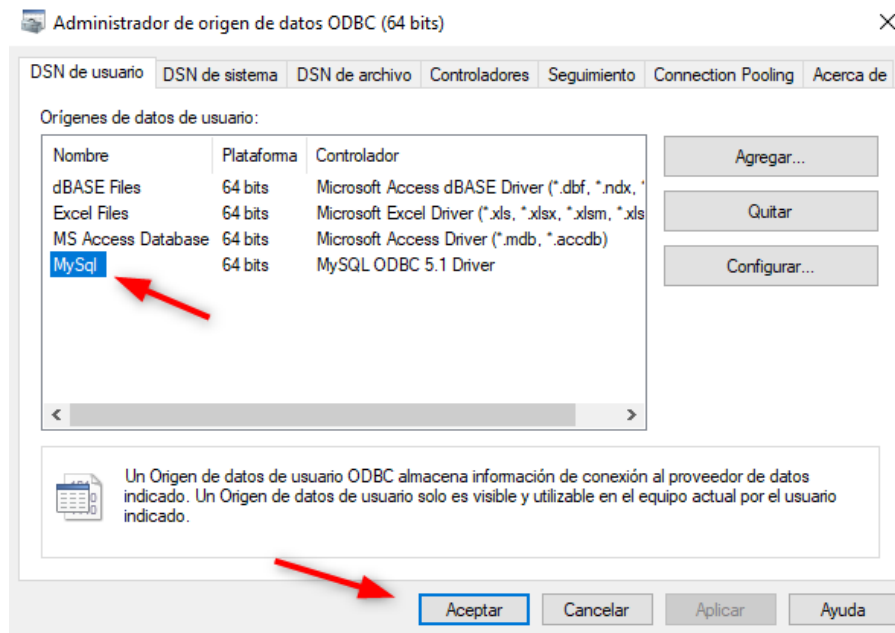 Administrador de origen de datos ODBC (64 bits)
DSN de usuario DSN de sistema DSN de archivo Controladores Seguimiento Connection Pooling Acerca de
Orígenes de datos de usuario:
Nombre Plataforma Controlador
dBASE Files 64 bits Microsoft Access dBASE Driver (*.dbf, *.ndx, *
Excel Files 64 bits Microsoft Excel Driver (*.xls, *.xlsx, *.xlsm, *.xls
MS Access Database 64 bits Microsoft Access Driver (*.mdb, *.accdb)
MySql 64 bits MySQL ODBC 5.1 Driver
Agregar...
Quitar
Configurar...
Un Origen de datos de usuario ODBC almacena información de conexión al proveedor de datos
indicado. Un Origen de datos de usuario solo es visible y utilizable en el equipo actual por el usuario
indicado.
Aceptar Cancelar Aplicar Ayuda